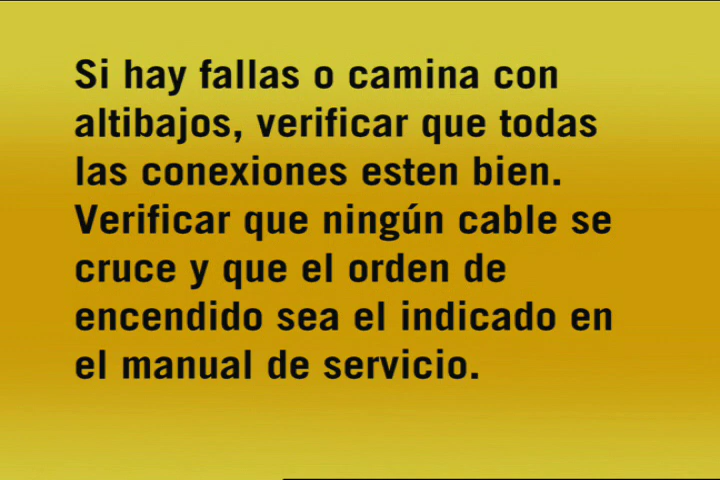 Si hay fallas o camina con
altibajos, verificar que todas
las conexiones esten bien.
Verificar que ningún cable se
cruce y que el orden de
encendido sea el indicado en
el manual de servicio.